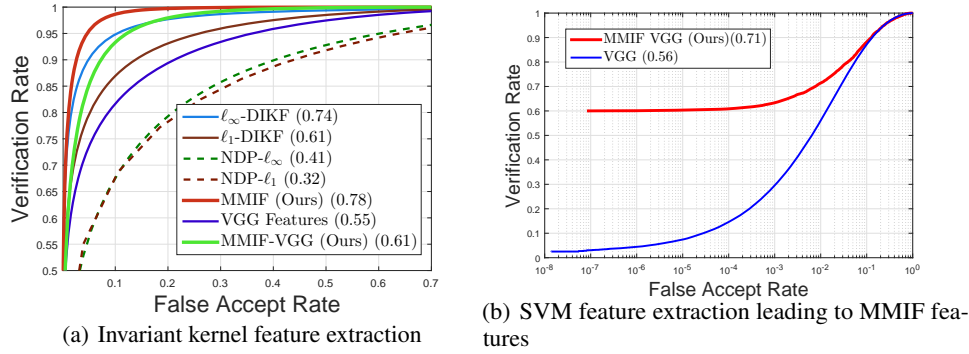 Verification Rate
1
0.95
0.9
0.85
0.8
0.75
0.7
0.65
0.6
0.55
0.5
ℓ∞-DIKF (0.74)
ℓ1-DIKF (0.61)
NDP-ℓ∞ (0.41)
NDP-ℓ1 (0.32)
MMIF (Ours) (0.78)
VGG Features (0.55)
MMIF-VGG (Ours) (0.61)
0.1 0.2 0.3 0.4 0.5 0.6 0.7
False Accept Rate
(a) Invariant kernel feature extraction
Verification Rate
1
0.9
0.8
0.7
0.6
0.5
0.4
0.3
0.2
0.1
0
MMIF VGG (Ours)(0.71)
VGG (0.56)
10⁻⁸ 10⁻⁷ 10⁻⁶ 10⁻⁵ 10⁻⁴ 10⁻³ 10⁻² 10⁻¹ 10⁰
False Accept Rate
(b) SVM feature extraction leading to MMIF fea-
tures